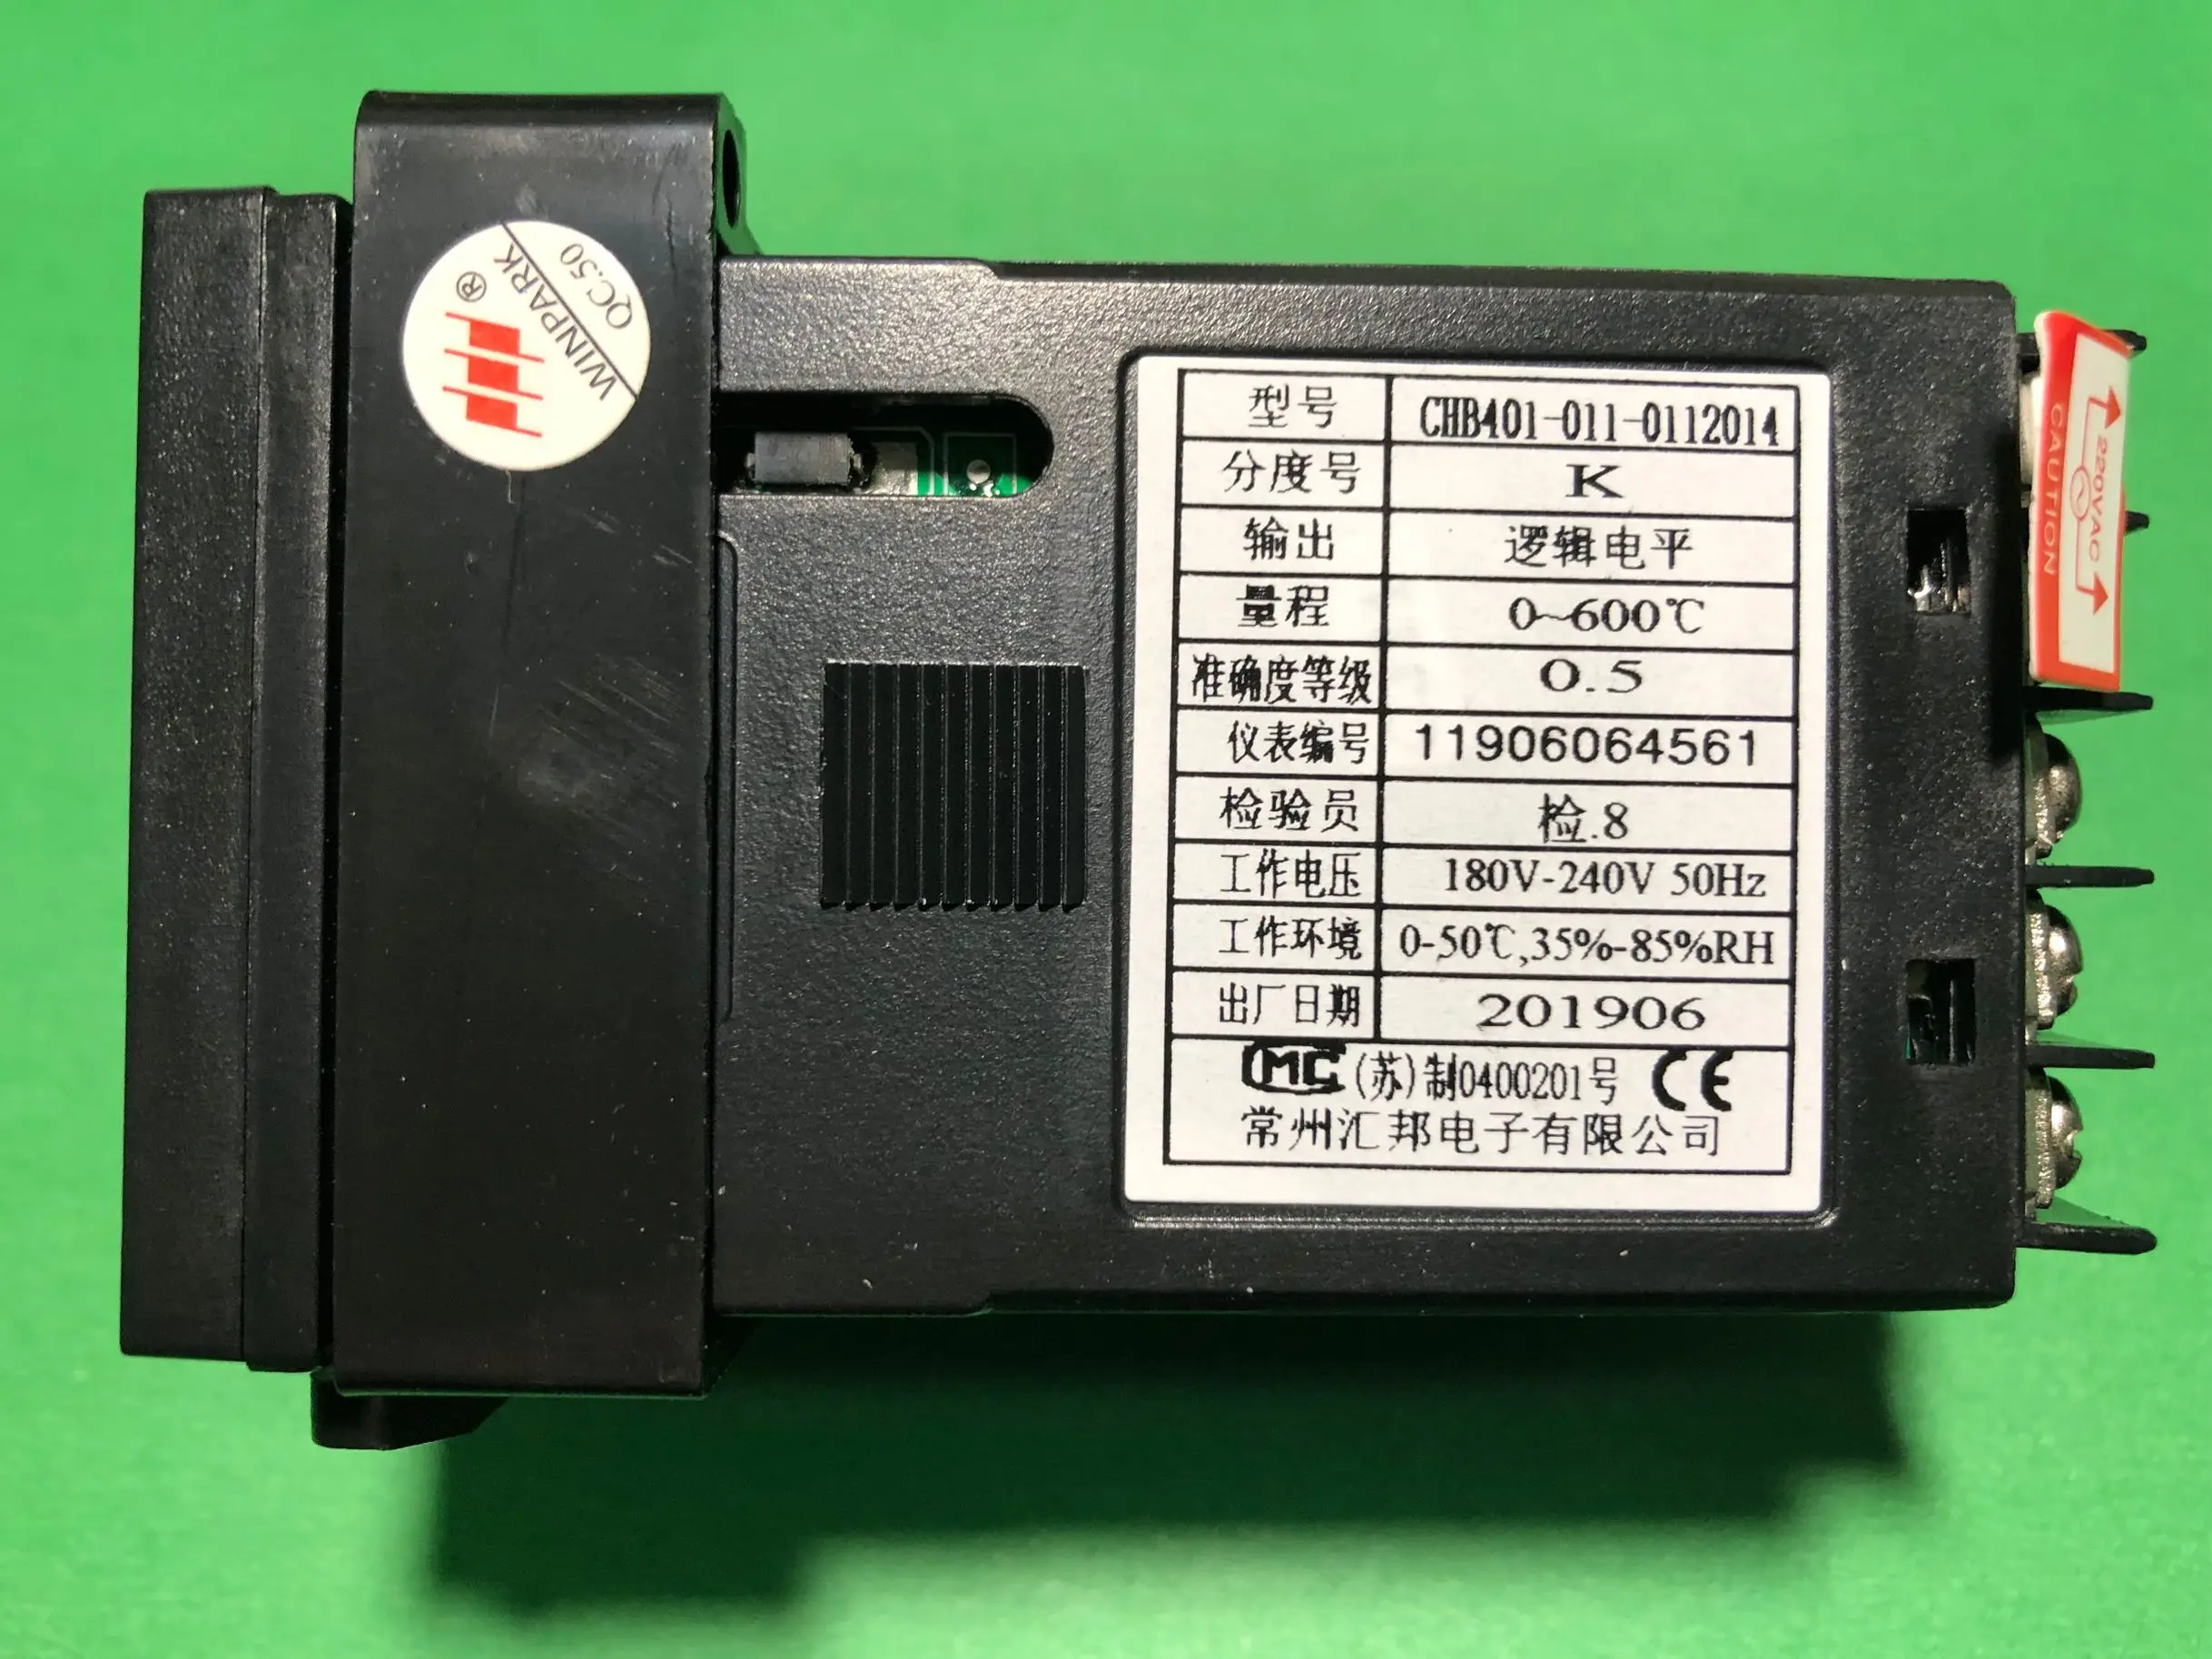 WINPARK ®
QC.50
型号 CHB401-011-0112014
分度号 K
输出 逻辑电平
量程 0~600℃
准确度等级 0.5
仪表编号 11906064561
检验员 检.8
工作电压 180V-240V 50Hz
工作环境 0-50℃,35%-85%RH
出厂日期 201906
MC (苏)制0400201号 CE
常州汇邦电子有限公司
220VAC
CAUTION